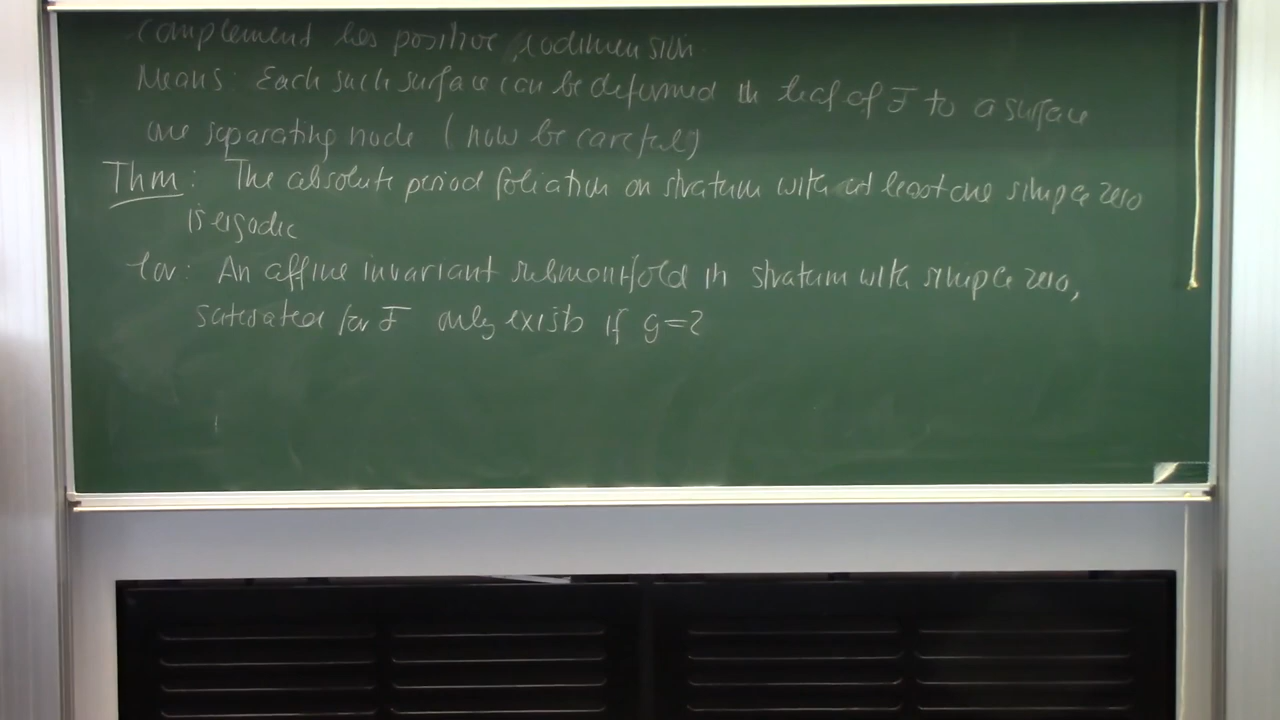 complement has positive codimension.
Means: Each such surface can be deformed in leaf of F to a surface
one separating node (now be careful)
Thm: The absolute period foliation on stratum with at least one simple zero
is ergodic
Cor: An affine invariant submanifold in stratum with simple zero,
saturated for F only exists if g=2